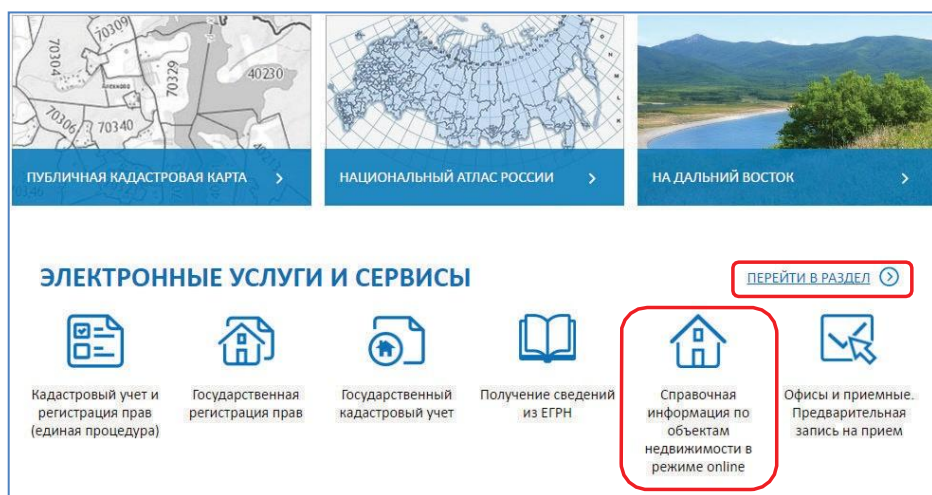 70309
70304
70329
40230
70306
70340
ПУБЛИЧНАЯ КАДАСТРОВАЯ КАРТА
НАЦИОНАЛЬНЫЙ АТЛАС РОССИИ
НА ДАЛЬНИЙ ВОСТОК
ЭЛЕКТРОННЫЕ УСЛУГИ И СЕРВИСЫ
ПЕРЕЙТИ В РАЗДЕЛ
Кадастровый учет и
регистрация прав
(единая процедура)
Государственная
регистрация прав
Государственный
кадастровый учет
Получение сведений
из ЕГРН
Справочная
информация по
объектам
недвижимости в
режиме online
Офисы и приемные.
Предварительная
запись на прием